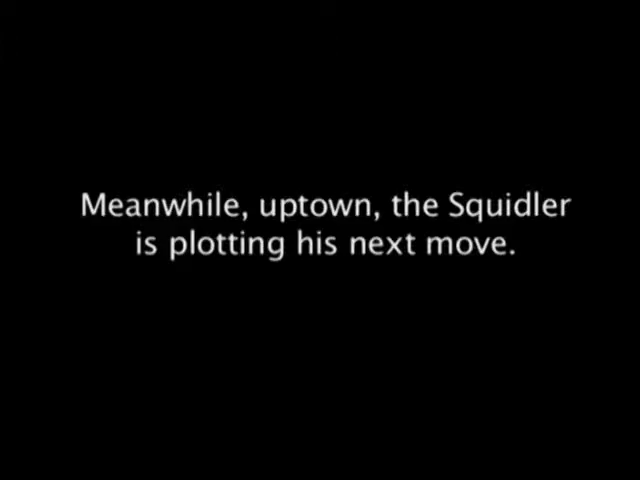 Meanwhile, uptown, the Squidler
is plotting his next move.